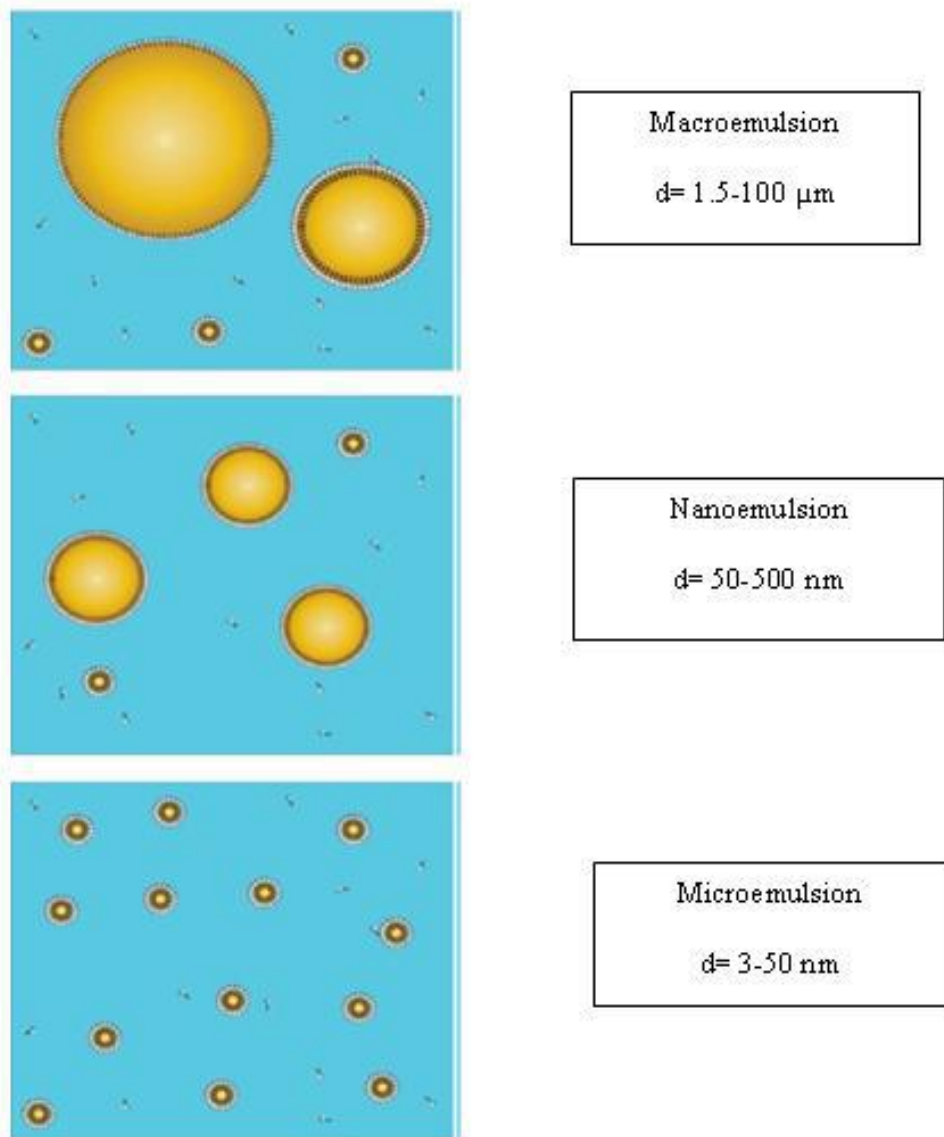 Macroemulsion
d= 1.5-100 μm
Nanoemulsion
d= 50-500 nm
Microemulsion
d= 3-50 nm